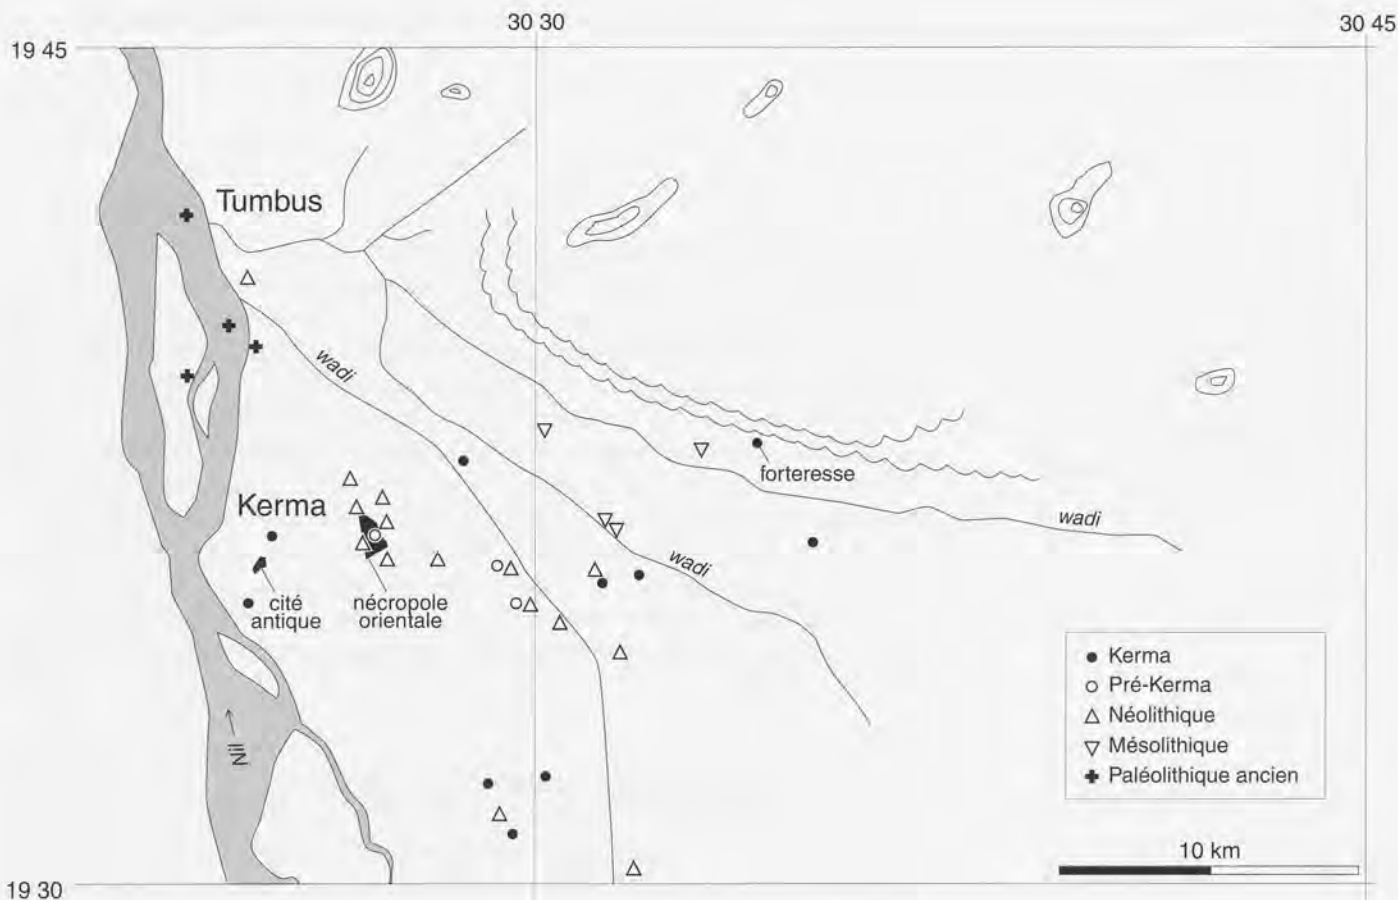 30 30
30 45
19 45
Tumbus
wadi
forteresse
Kerma
wadi
wadi
cité
antique
nécropole
orientale
Kerma
Pré-Kerma
Néolithique
Mésolithique
Paléolithique ancien
Nil
10 km
19 30